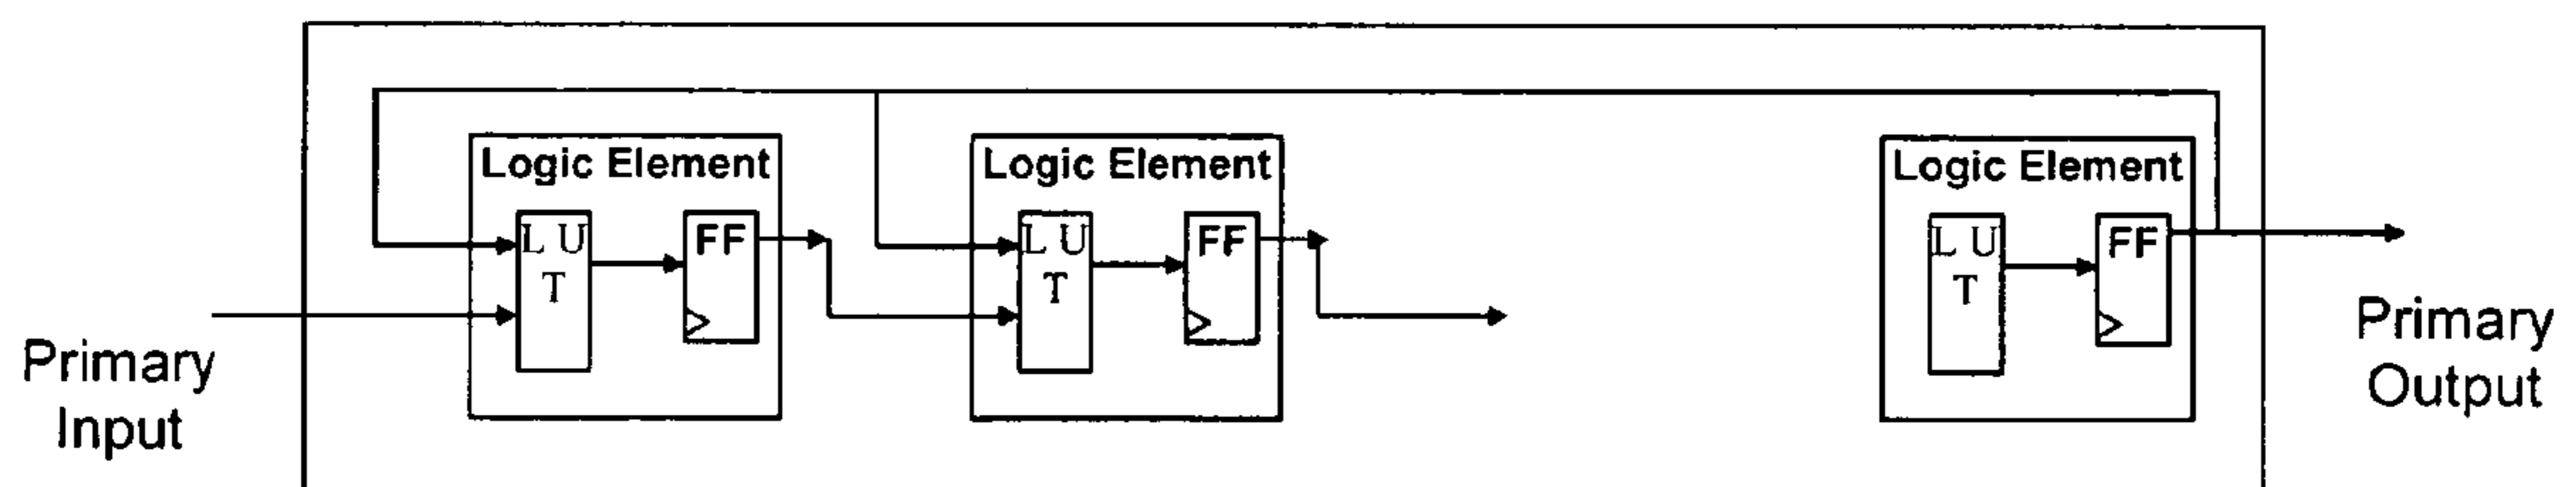 Logic Element
L U
T
FF
Logic Element
L U
T
FF
Logic Element
L U
T
FF
Primary
Input
Primary
Output